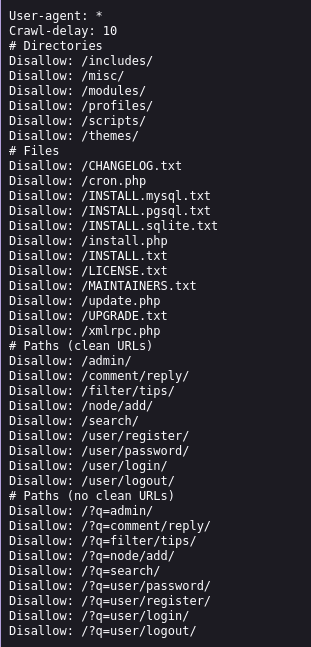 User-agent: *
Crawl-delay: 10
# Directories
Disallow: /includes/
Disallow: /misc/
Disallow: /modules/
Disallow: /profiles/
Disallow: /scripts/
Disallow: /themes/
# Files
Disallow: /CHANGELOG.txt
Disallow: /cron.php
Disallow: /INSTALL.mysql.txt
Disallow: /INSTALL.pgsql.txt
Disallow: /INSTALL.sqlite.txt
Disallow: /install.php
Disallow: /INSTALL.txt
Disallow: /LICENSE.txt
Disallow: /MAINTAINERS.txt
Disallow: /update.php
Disallow: /UPGRADE.txt
Disallow: /xmlrpc.php
# Paths (clean URLs)
Disallow: /admin/
Disallow: /comment/reply/
Disallow: /filter/tips/
Disallow: /node/add/
Disallow: /search/
Disallow: /user/register/
Disallow: /user/password/
Disallow: /user/login/
Disallow: /user/logout/
# Paths (no clean URLs)
Disallow: /?q=admin/
Disallow: /?q=comment/reply/
Disallow: /?q=filter/tips/
Disallow: /?q=node/add/
Disallow: /?q=search/
Disallow: /?q=user/password/
Disallow: /?q=user/register/
Disallow: /?q=user/login/
Disallow: /?q=user/logout/